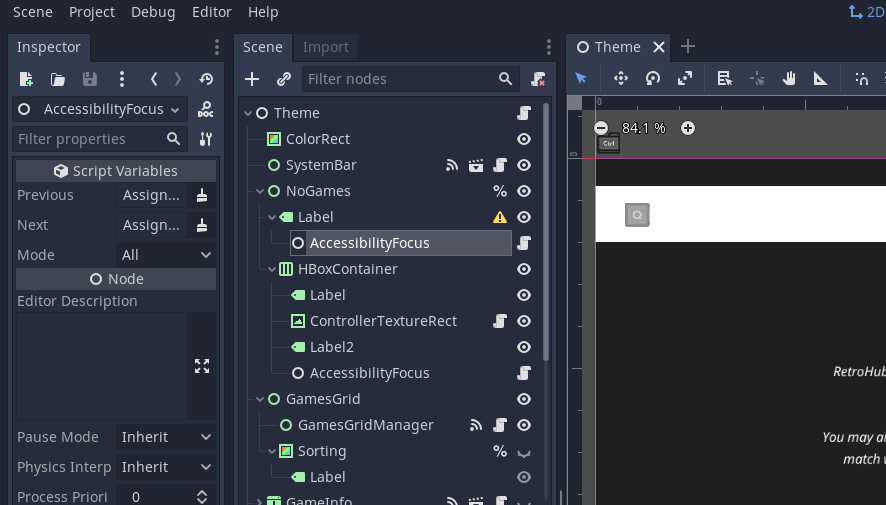 Scene Project Debug Editor Help
2D
Inspector
Scene Import
Theme
Filter nodes
AccessibilityFocus
DOC
Filter properties
Script Variables
Previous Assign...
Next Assign...
Mode All
Node
Editor Description
Pause Mode Inherit
Physics Interp Inherit
Process Priori 0
Theme
ColorRect
SystemBar
NoGames %
Label
AccessibilityFocus
HBoxContainer
Label
ControllerTextureRect
Label2
AccessibilityFocus
GamesGrid
GamesGridManager
Sorting %
Label
GameInfo
0
0
84.1 %
Ctrl
Q
RetroHub
You may al
match w